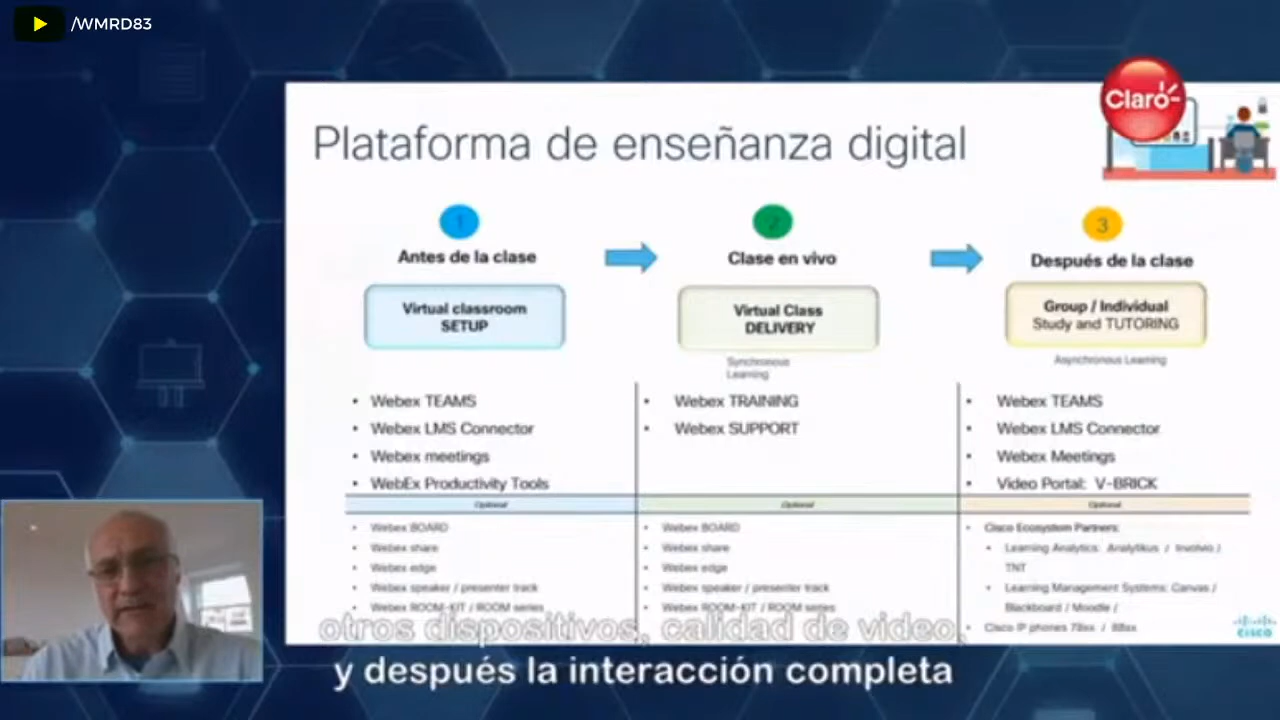 /WMRD83
Claro-
Plataforma de enseñanza digital
1
Antes de la clase
Virtual classroom
SETUP
• Webex TEAMS
• Webex LMS Connector
• Webex meetings
• WebEx Productivity Tools
Optional
• Webex BOARD
• Webex share
• Webex edge
• Webex speaker / presenter track
• Webex ROOM-KIT / ROOM series
2
Clase en vivo
Virtual Class
DELIVERY
Synchronous
Learning
• Webex TRAINING
• Webex SUPPORT
Optional
• Webex BOARD
• Webex share
• Webex edge
• Webex speaker / presenter track
• Webex ROOM-KIT / ROOM series
3
Después de la clase
Group / Individual
Study and TUTORING
Asynchronous Learning
• Webex TEAMS
• Webex LMS Connector
• Webex Meetings
• Video Portal: V-BRICK
Optional
• Cisco Ecosystem Partners:
• Learning Analytics: Analytikus / Involvio /
TNT
• Learning Management Systems: Canvas /
Blackboard / Moodle /
• Cisco IP phones 78xx / 88xx
CISCO
otros dispositivos, calidad de video,
y después la interacción completa